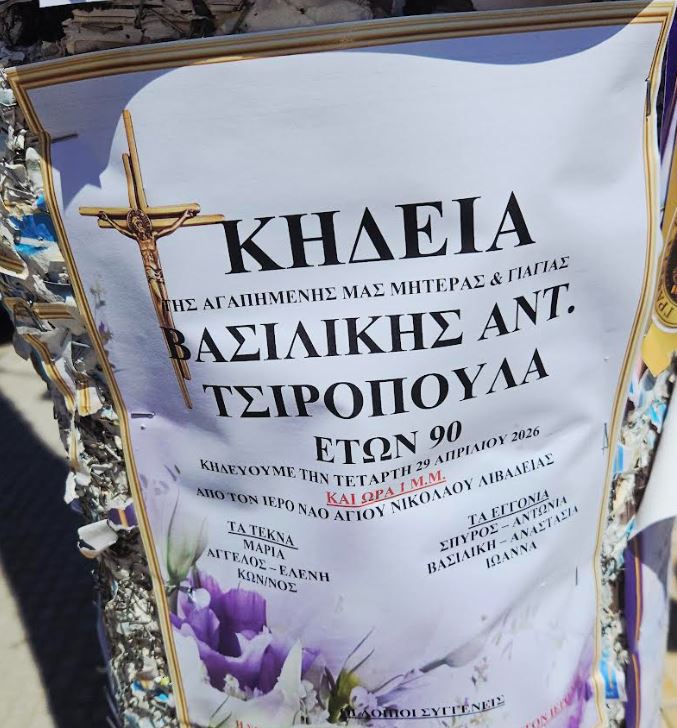 ΚΗΔΕΙΑ
ΤΗΣ ΑΓΑΠΗΜΕΝΗΣ ΜΑΣ ΜΗΤΕΡΑΣ & ΓΙΑΓΙΑΣ
ΒΑΣΙΛΙΚΗΣ ΑΝΤ.
ΤΣΙΡΟΠΟΥΛΑ
ΕΤΩΝ 90
ΚΗΔΕΥΟΥΜΕ ΤΗΝ ΤΕΤΑΡΤΗ 29 ΑΠΡΙΛΙΟΥ 2026
ΚΑΙ ΩΡΑ 1 Μ.Μ.
ΑΠΟ ΤΟΝ ΙΕΡΟ ΝΑΟ ΑΓΙΟΥ ΝΙΚΟΛΑΟΥ ΛΙΒΑΔΕΙΑΣ
ΤΑ ΤΕΚΝΑ
ΜΑΡΙΑ
ΑΓΓΕΛΟΣ – ΕΛΕΝΗ
ΚΩΝ/ΝΟΣ
ΤΑ ΕΓΓΟΝΙΑ
ΣΠΥΡΟΣ – ΑΝΤΩΝΙΑ
ΒΑΣΙΛΙΚΗ – ΑΝΑΣΤΑΣΙΑ
ΙΩΑΝΝΑ
ΟΙ ΛΟΙΠΟΙ ΣΥΓΓΕΝΕΙΣ